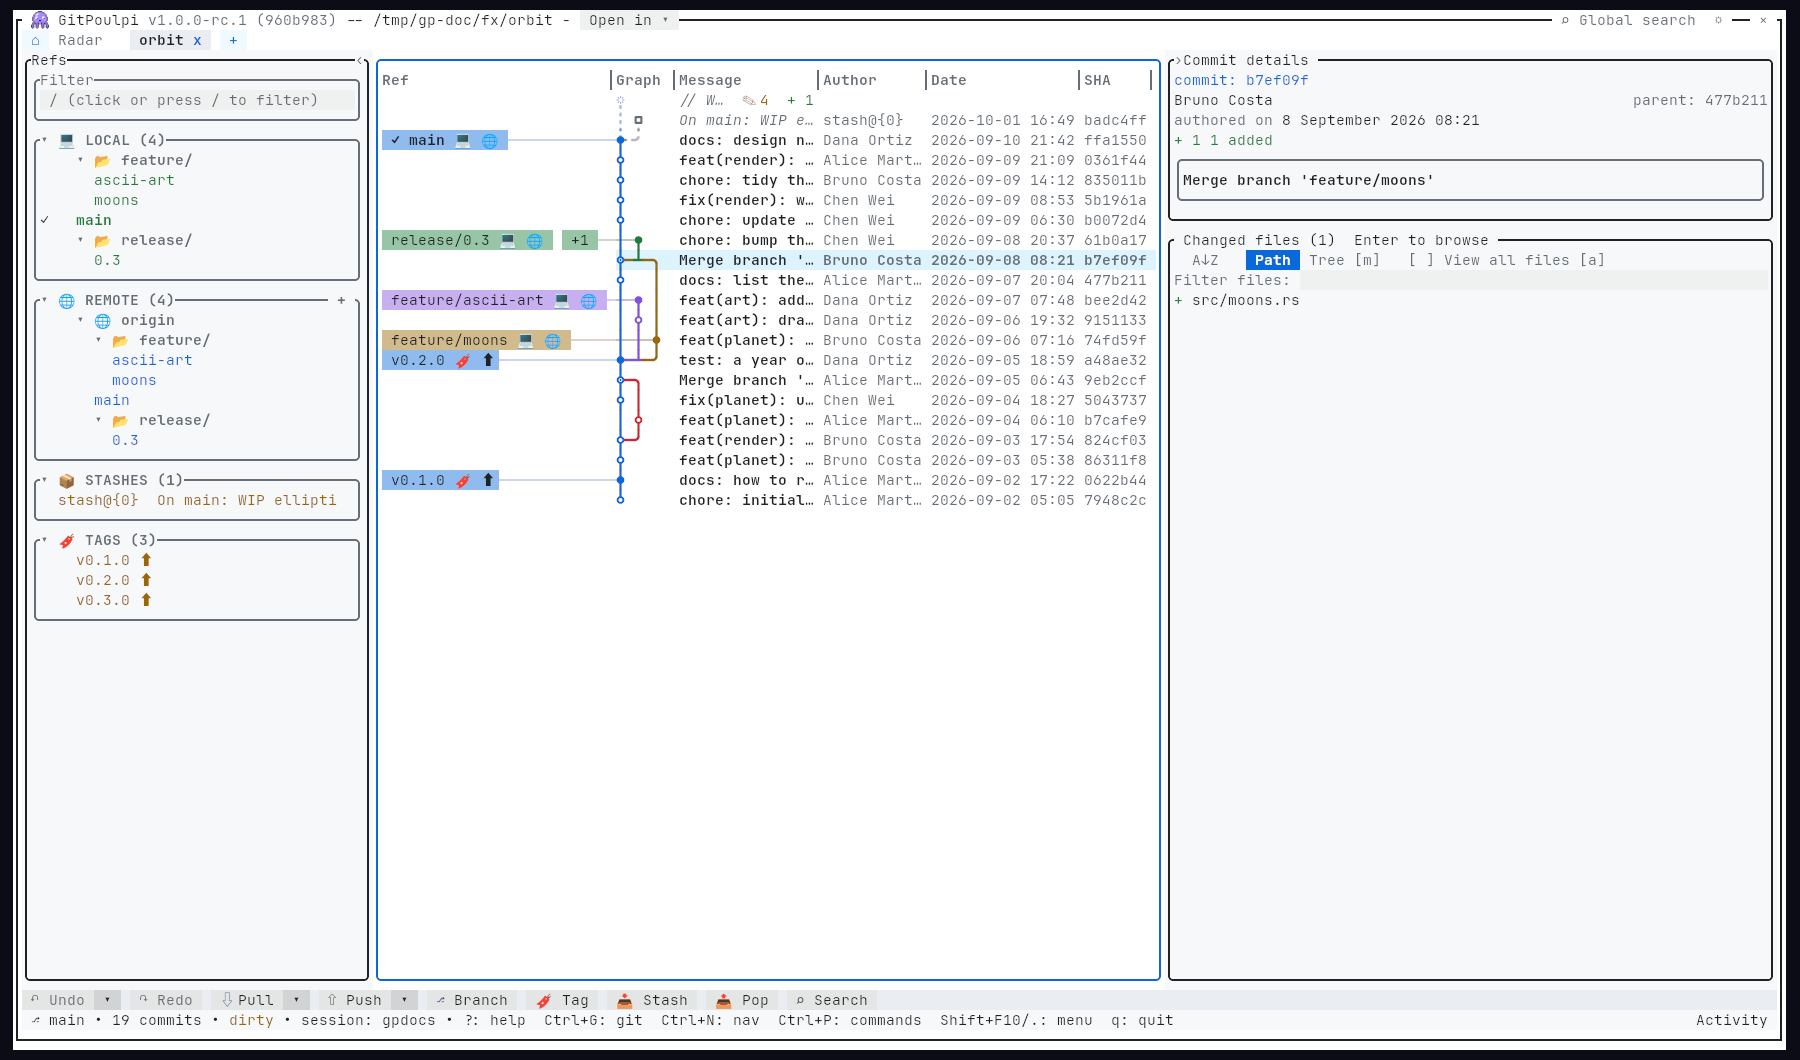 GitPoulpi v1.0.0-rc.1 (960b983) -- /tmp/gp-doc/fx/orbit - Open in ▾ ⌕ Global search ☼ ×
⌂ Radar orbit x +
Refs ‹
Filter
/ (click or press / to filter)
▾ LOCAL (4)
▾ feature/
ascii-art
moons
✓ main
▾ release/
0.3
▾ REMOTE (4) +
▾ origin
▾ feature/
ascii-art
moons
main
▾ release/
0.3
▾ STASHES (1)
stash@{0} On main: WIP ellipti
▾ TAGS (3)
v0.1.0 ⬆
v0.2.0 ⬆
v0.3.0 ⬆
Ref Graph Message Author Date SHA
// W… ✎4 + 1
On main: WIP e… stash@{0} 2026-10-01 16:49 badc4ff
✓ main docs: design n… Dana Ortiz 2026-09-10 21:42 ffa1550
feat(render): … Alice Mart… 2026-09-09 21:09 0361f44
chore: tidy th… Bruno Costa 2026-09-09 14:12 835011b
fix(render): w… Chen Wei 2026-09-09 08:53 5b1961a
chore: update … Chen Wei 2026-09-09 06:30 b0072d4
release/0.3 +1 chore: bump th… Chen Wei 2026-09-08 20:37 61b0a17
Merge branch '… Bruno Costa 2026-09-08 08:21 b7ef09f
docs: list the… Alice Mart… 2026-09-07 20:04 477b211
feature/ascii-art feat(art): add… Dana Ortiz 2026-09-07 07:48 bee2d42
feat(art): dra… Dana Ortiz 2026-09-06 19:32 9151133
feature/moons feat(planet): … Bruno Costa 2026-09-06 07:16 74fd59f
v0.2.0 ⬆ test: a year o… Dana Ortiz 2026-09-05 18:59 a48ae32
Merge branch '… Alice Mart… 2026-09-05 06:43 9eb2ccf
fix(planet): u… Chen Wei 2026-09-04 18:27 5043737
feat(planet): … Alice Mart… 2026-09-04 06:10 b7cafe9
feat(render): … Bruno Costa 2026-09-03 17:54 824cf03
feat(planet): … Bruno Costa 2026-09-03 05:38 86311f8
v0.1.0 ⬆ docs: how to r… Alice Mart… 2026-09-02 17:22 0622b44
chore: initial… Alice Mart… 2026-09-02 05:05 7948c2c
› Commit details
commit: b7ef09f
Bruno Costa parent: 477b211
authored on 8 September 2026 08:21
+ 1 1 added
Merge branch 'feature/moons'
Changed files (1) Enter to browse
A↓Z Path Tree [m] [ ] View all files [a]
Filter files:
+ src/moons.rs
↶ Undo ▾ ↷ Redo ⇩ Pull ▾ ⇧ Push ▾ ⎇ Branch Tag Stash Pop ⌕ Search
⎇ main • 19 commits • dirty • session: gpdocs • ?: help Ctrl+G: git Ctrl+N: nav Ctrl+P: commands Shift+F10/.: menu q: quit Activity